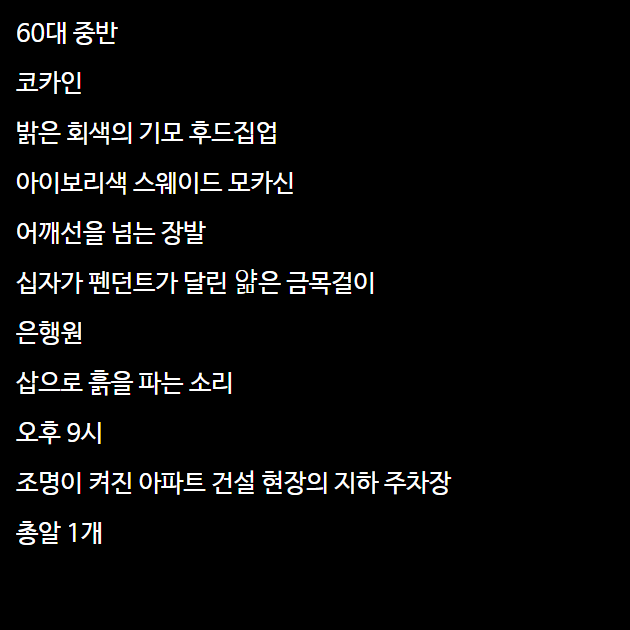 60대 중반
코카인
밝은 회색의 기모 후드집업
아이보리색 스웨이드 모카신
어깨선을 넘는 장발
십자가 펜던트가 달린 얇은 금목걸이
은행원
삽으로 흙을 파는 소리
오후 9시
조명이 켜진 아파트 건설 현장의 지하 주차장
총알 1개